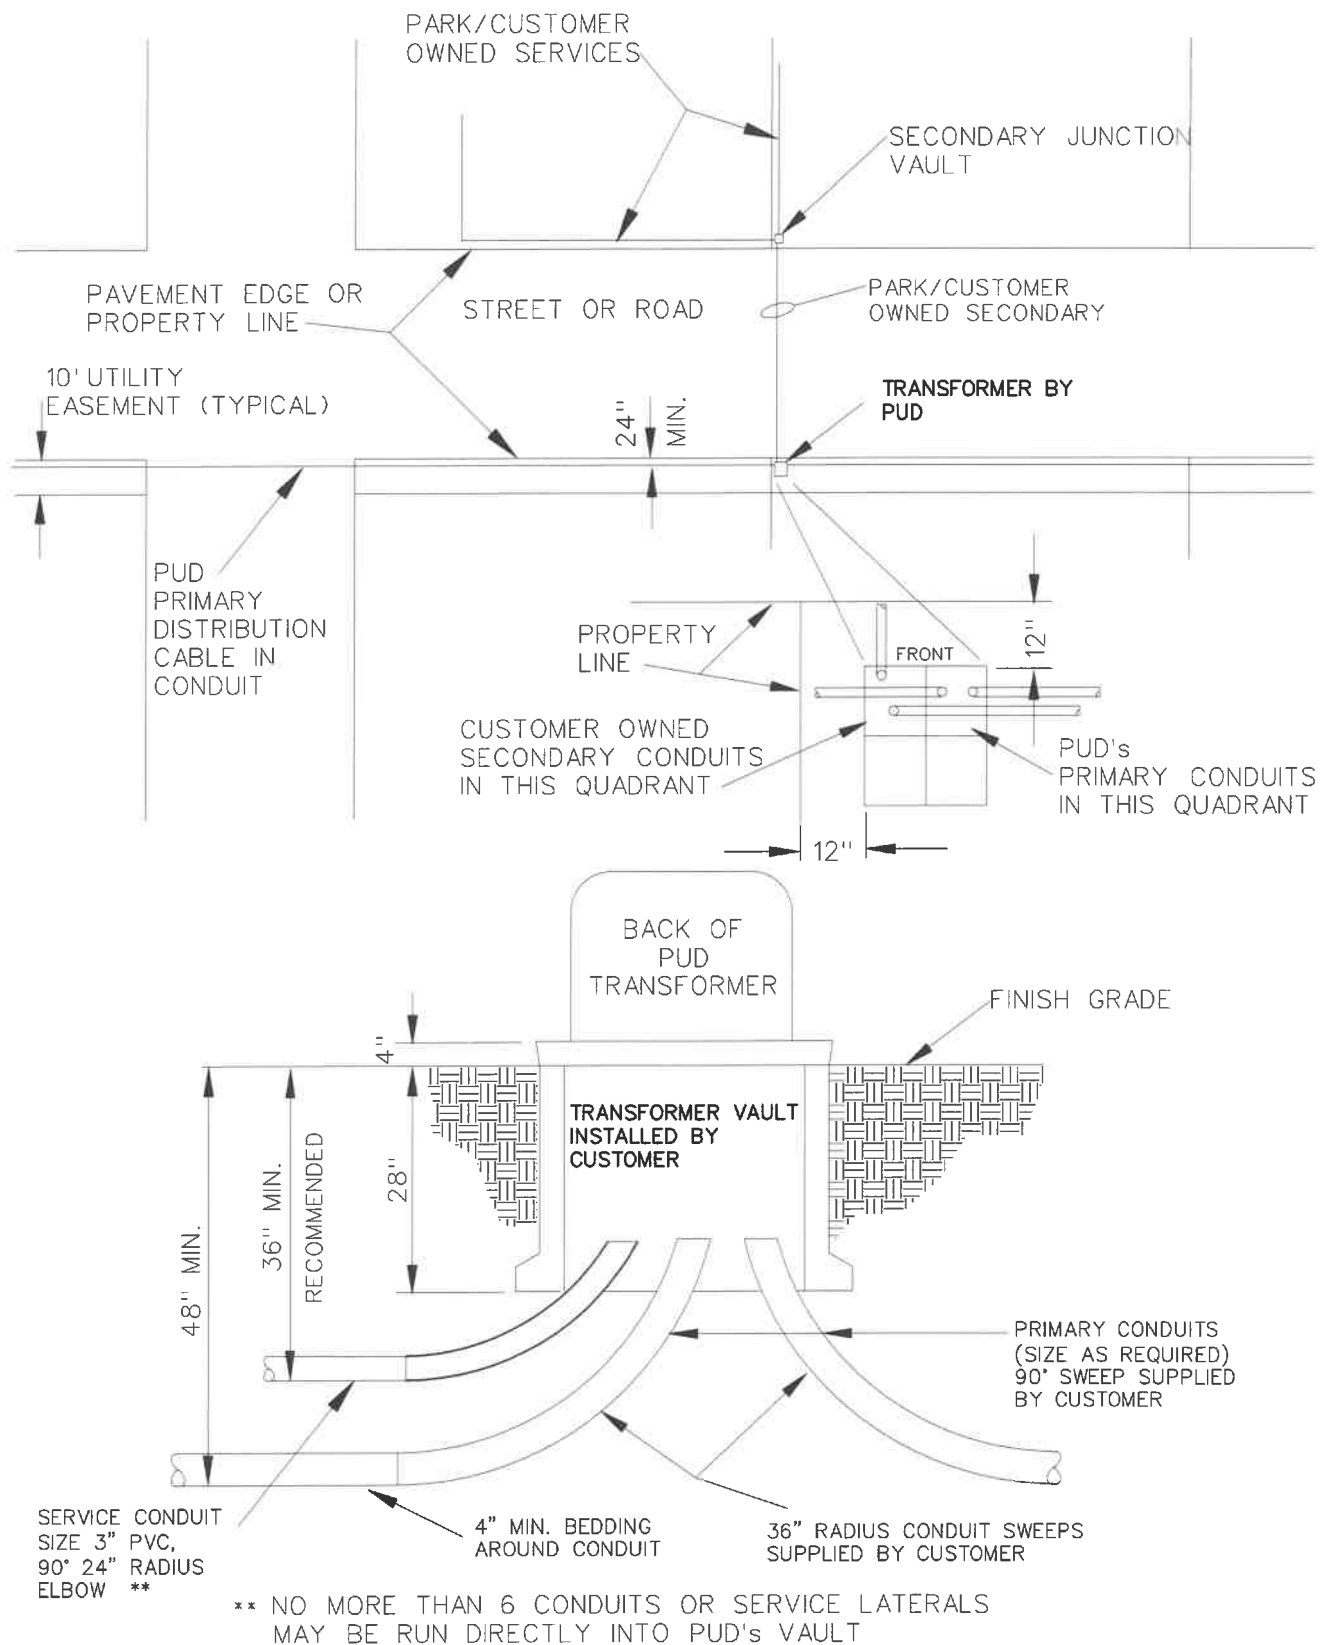 PARK/CUSTOMER
OWNED SERVICES
SECONDARY JUNCTION
VAULT
PAVEMENT EDGE OR
PROPERTY LINE
STREET OR ROAD
PARK/CUSTOMER
OWNED SECONDARY
10' UTILITY
EASEMENT (TYPICAL)
24"
MIN.
TRANSFORMER BY
PUD
PUD
PRIMARY
DISTRIBUTION
CABLE IN
CONDUIT
PROPERTY
LINE
FRONT
12"
CUSTOMER OWNED
SECONDARY CONDUITS
IN THIS QUADRANT
PUD's
PRIMARY CONDUITS
IN THIS QUADRANT
12"
BACK OF
PUD
TRANSFORMER
FINISH GRADE
4"
TRANSFORMER VAULT
INSTALLED BY
CUSTOMER
28"
36" MIN.
RECOMMENDED
48" MIN.
PRIMARY CONDUITS
(SIZE AS REQUIRED)
90° SWEEP SUPPLIED
BY CUSTOMER
SERVICE CONDUIT
SIZE 3" PVC,
90° 24" RADIUS
ELBOW **
4" MIN. BEDDING
AROUND CONDUIT
36" RADIUS CONDUIT SWEEPS
SUPPLIED BY CUSTOMER
** NO MORE THAN 6 CONDUITS OR SERVICE LATERALS
MAY BE RUN DIRECTLY INTO PUD's VAULT